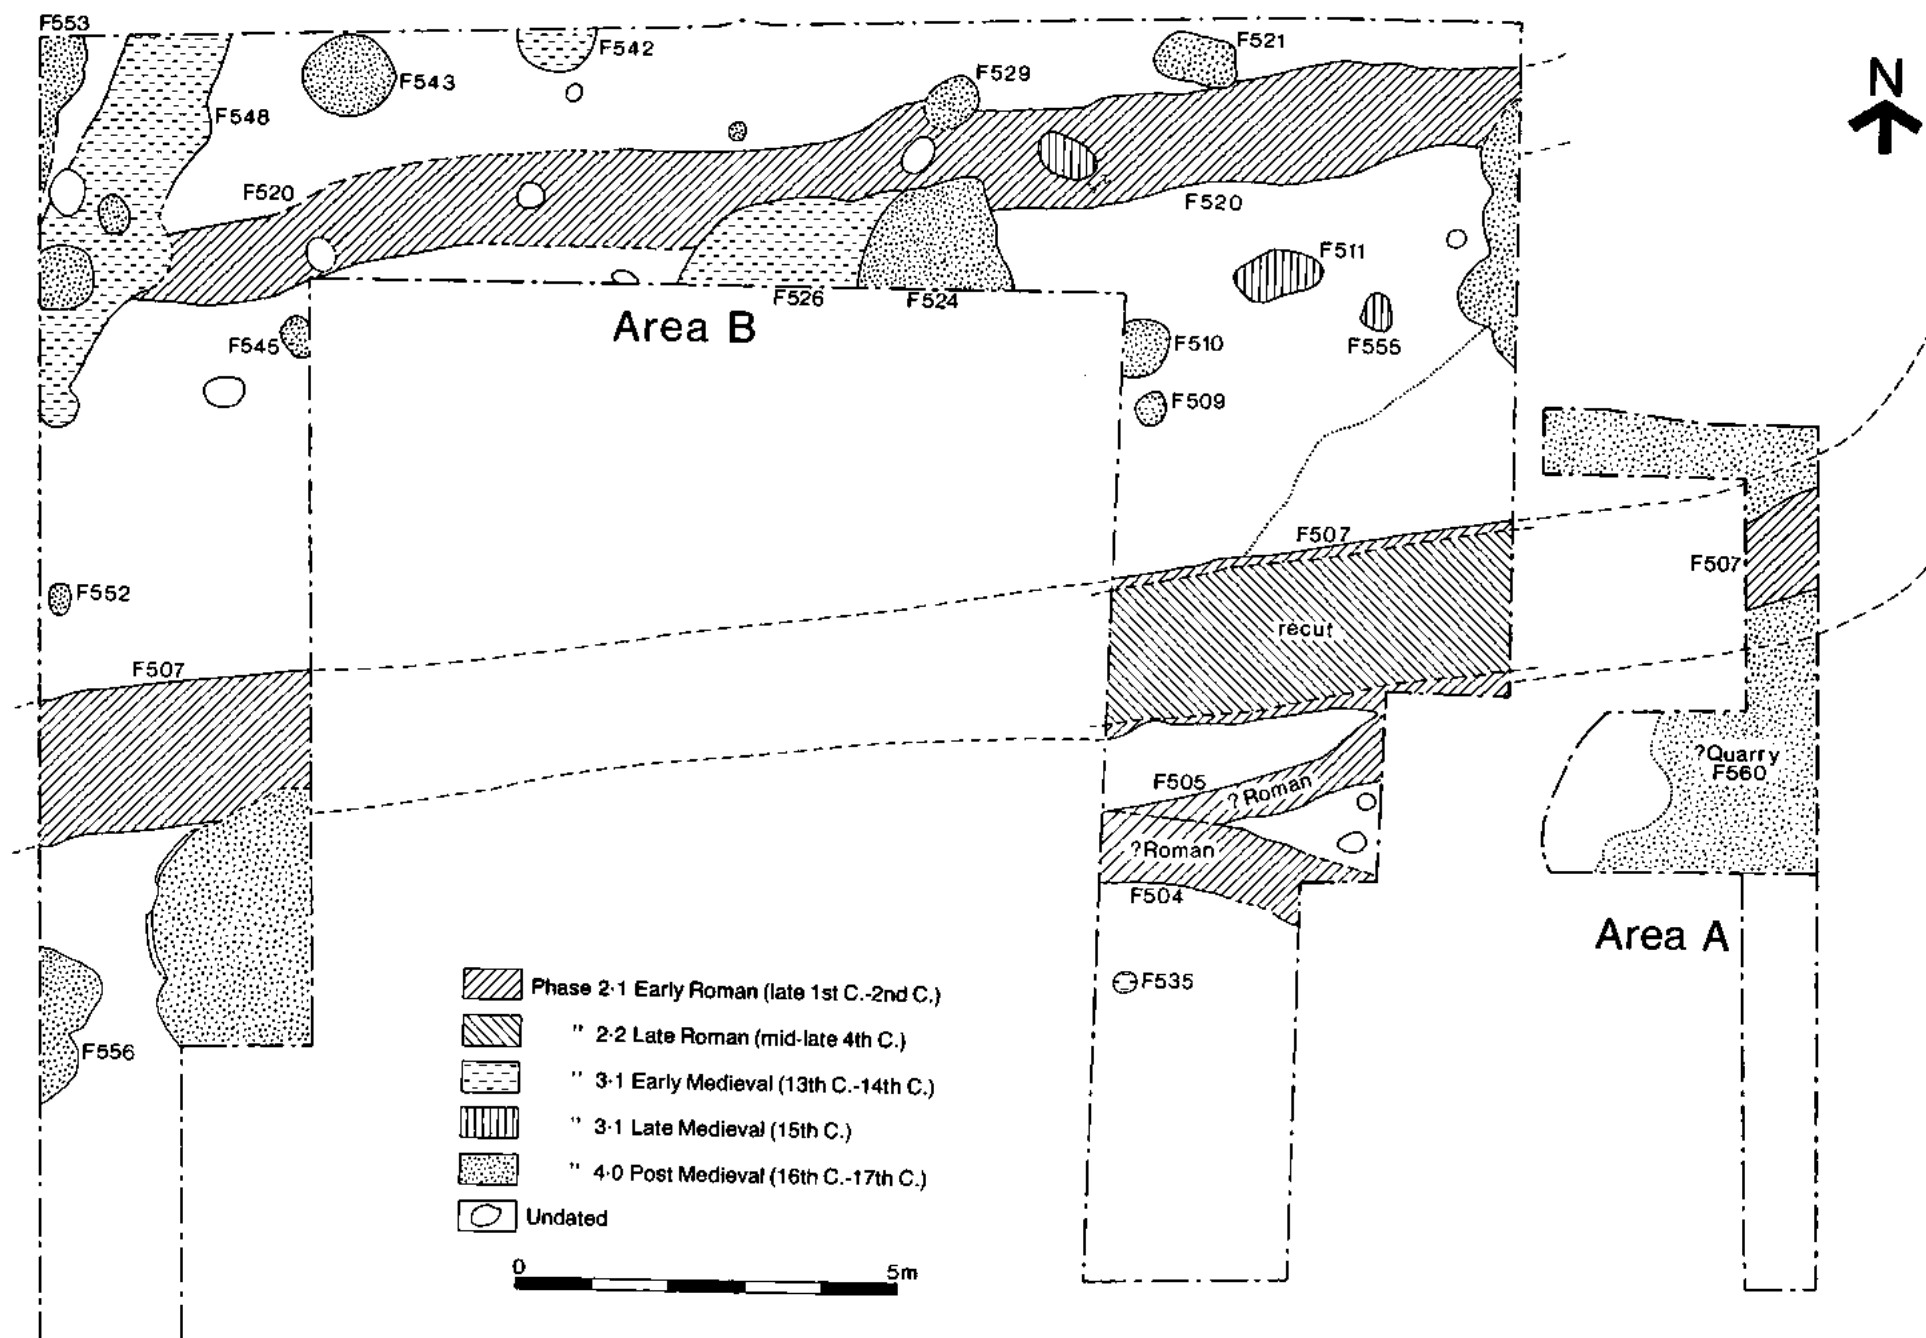 F553
F542
F521
F529
F543
N
F548
F520
F520
F511
F526
F524
Area B
F545
F510
F555
F509
F507
F507
F552
recut
F507
?Quarry
F560
F505
? Roman
?Roman
F504
Area A
F535
F556
Phase 2·1 Early Roman (late 1st C.-2nd C.)
" 2·2 Late Roman (mid-late 4th C.)
" 3·1 Early Medieval (13th C.-14th C.)
" 3·1 Late Medieval (15th C.)
" 4·0 Post Medieval (16th C.-17th C.)
Undated
0 5m